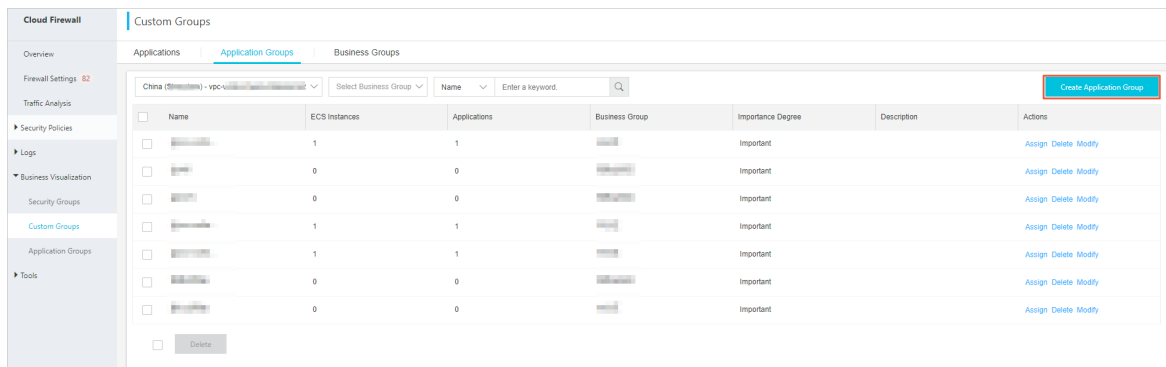 Cloud Firewall
Custom Groups
Overview
Firewall Settings 82
Traffic Analysis
Security Policies
Logs
Business Visualization
Security Groups
Custom Groups
Application Groups
Tools
Applications Application Groups Business Groups
China ( - vpc- Select Business Group Name Enter a keyword. Create Application Group
Name ECS Instances Applications Business Group Importance Degree Description Actions
1 1 Important Assign Delete Modify
0 0 Important Assign Delete Modify
0 0 Important Assign Delete Modify
1 1 Important Assign Delete Modify
1 1 Important Assign Delete Modify
0 0 Important Assign Delete Modify
0 0 Important Assign Delete Modify
Delete